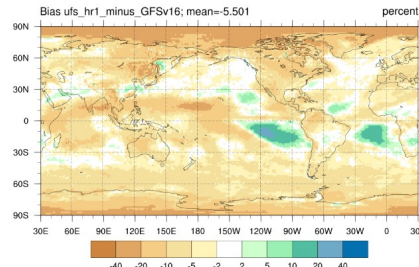 Bias ufs_hr1_minus_GFSv16; mean=-5.501 percent
90N
60N
30N
0
30S
60S
90S
30E 60E 90E 120E 150E 180 150W 120W 90W 60W 30W 0 30E
-40 -20 -10 -5 -2 2 5 10 20 40